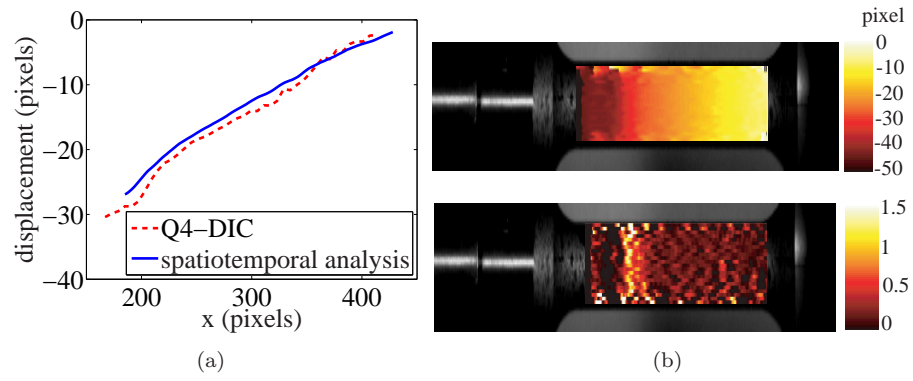 displacement (pixels)
0
−10
−20
−30
−40
Q4−DIC
spatiotemporal analysis
200
300
400
x (pixels)
(a)
pixel
0
-10
-20
-30
-40
-50
1.5
1
0.5
0
(b)